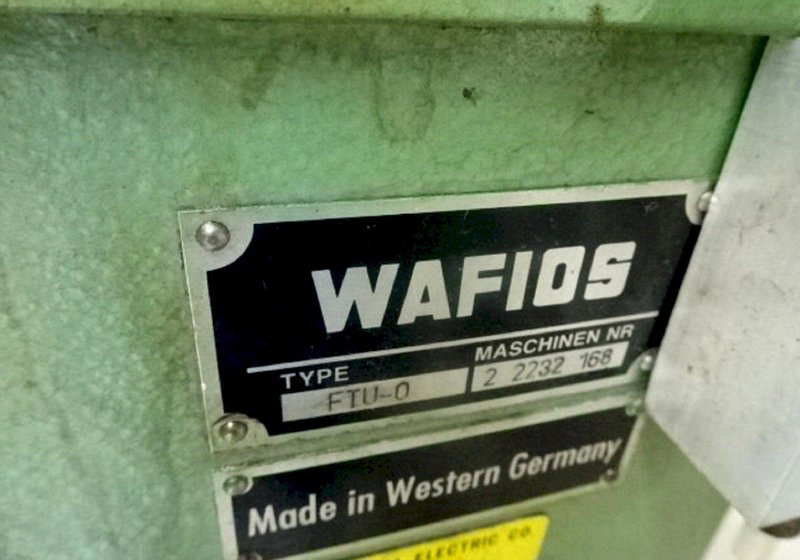 WAFIOS
TYPE
MASCHINEN NR
FTU-0
2 2232 168
Made in Western Germany
ELECTRIC CO.